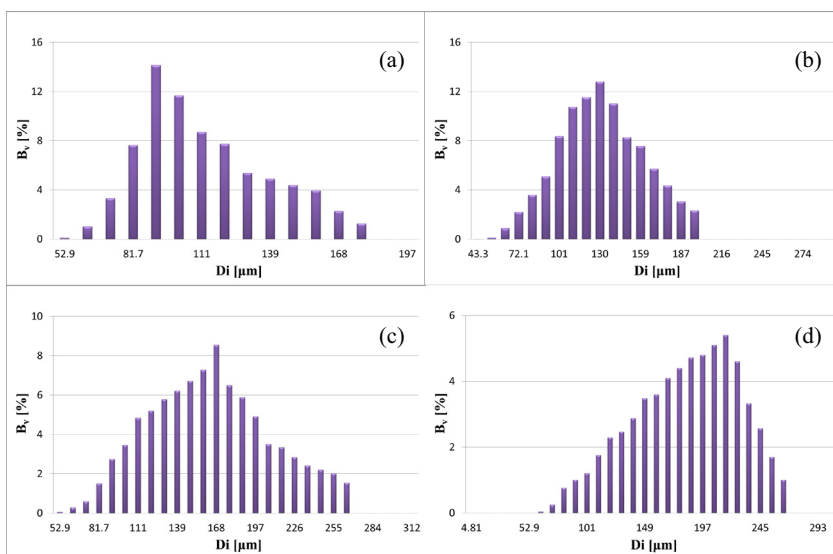 (a)
16
12
8
4
0
Bv [%]
52.9 81.7 111 139 168 197
Di [µm]
(b)
16
12
8
4
0
Bv [%]
43.3 72.1 101 130 159 187 216 245 274
Di [µm]
(c)
10
8
6
4
2
0
Bv [%]
52.9 81.7 111 139 168 197 226 255 284 312
Di [µm]
(d)
6
4
2
0
Bv [%]
4.81 52.9 101 149 197 245 293
Di [µm]